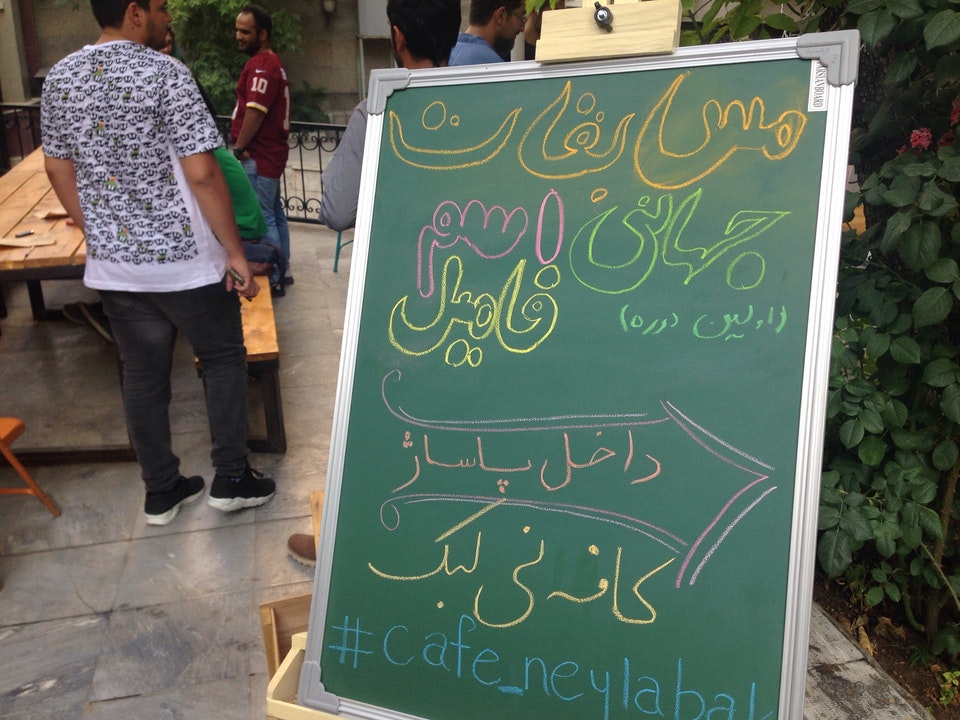 مسابقات
جهانی اسم
فامیل
(اولین دوره)
داخل پاساژ
کافه نی لبک
#cafe_neylabak
10